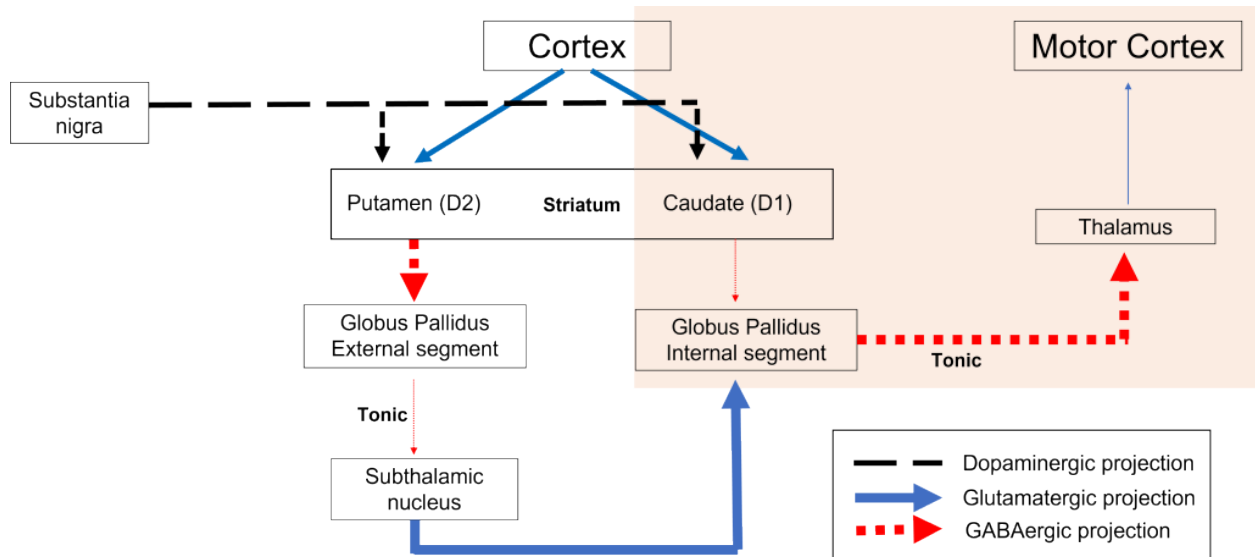 Cortex
Motor Cortex
Substantia
nigra
Putamen (D2)
Striatum
Caudate (D1)
Thalamus
Globus Pallidus
External segment
Globus Pallidus
Internal segment
Tonic
Tonic
Subthalamic
nucleus
Dopaminergic projection
Glutamatergic projection
GABAergic projection